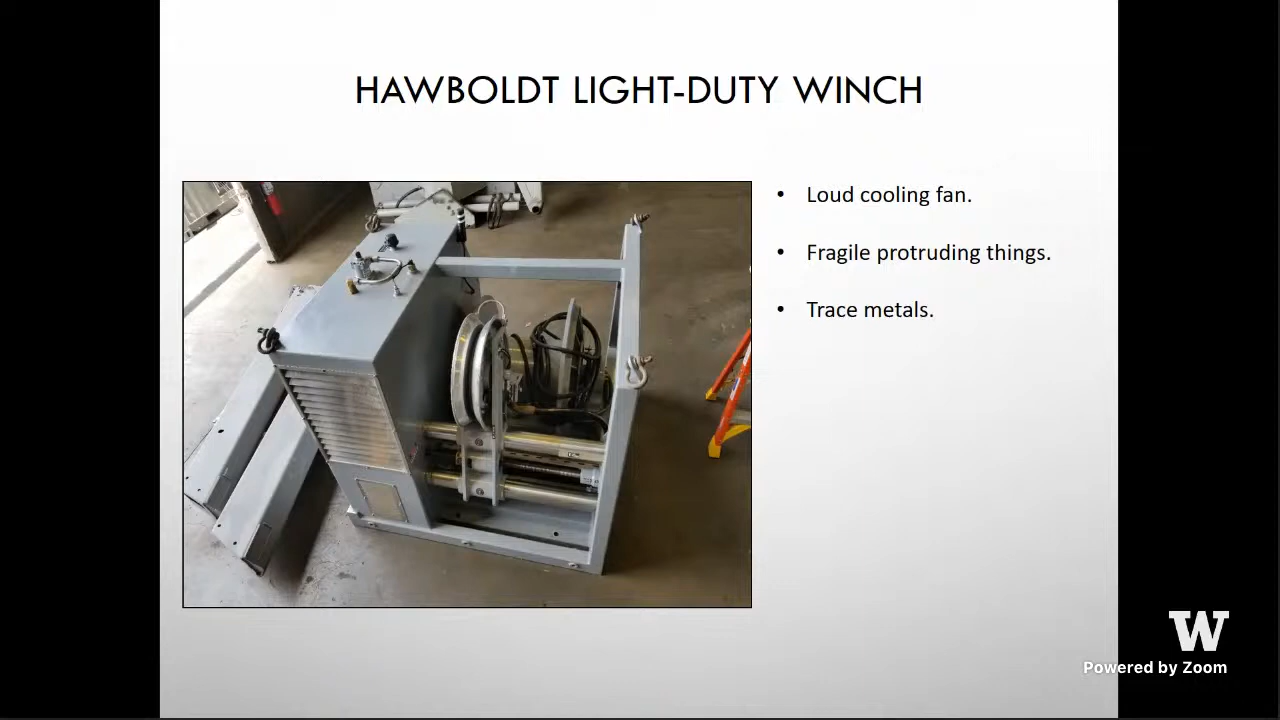 HAWBOLDT LIGHT-DUTY WINCH
• Loud cooling fan.
• Fragile protruding things.
• Trace metals.
W
Powered by Zoom